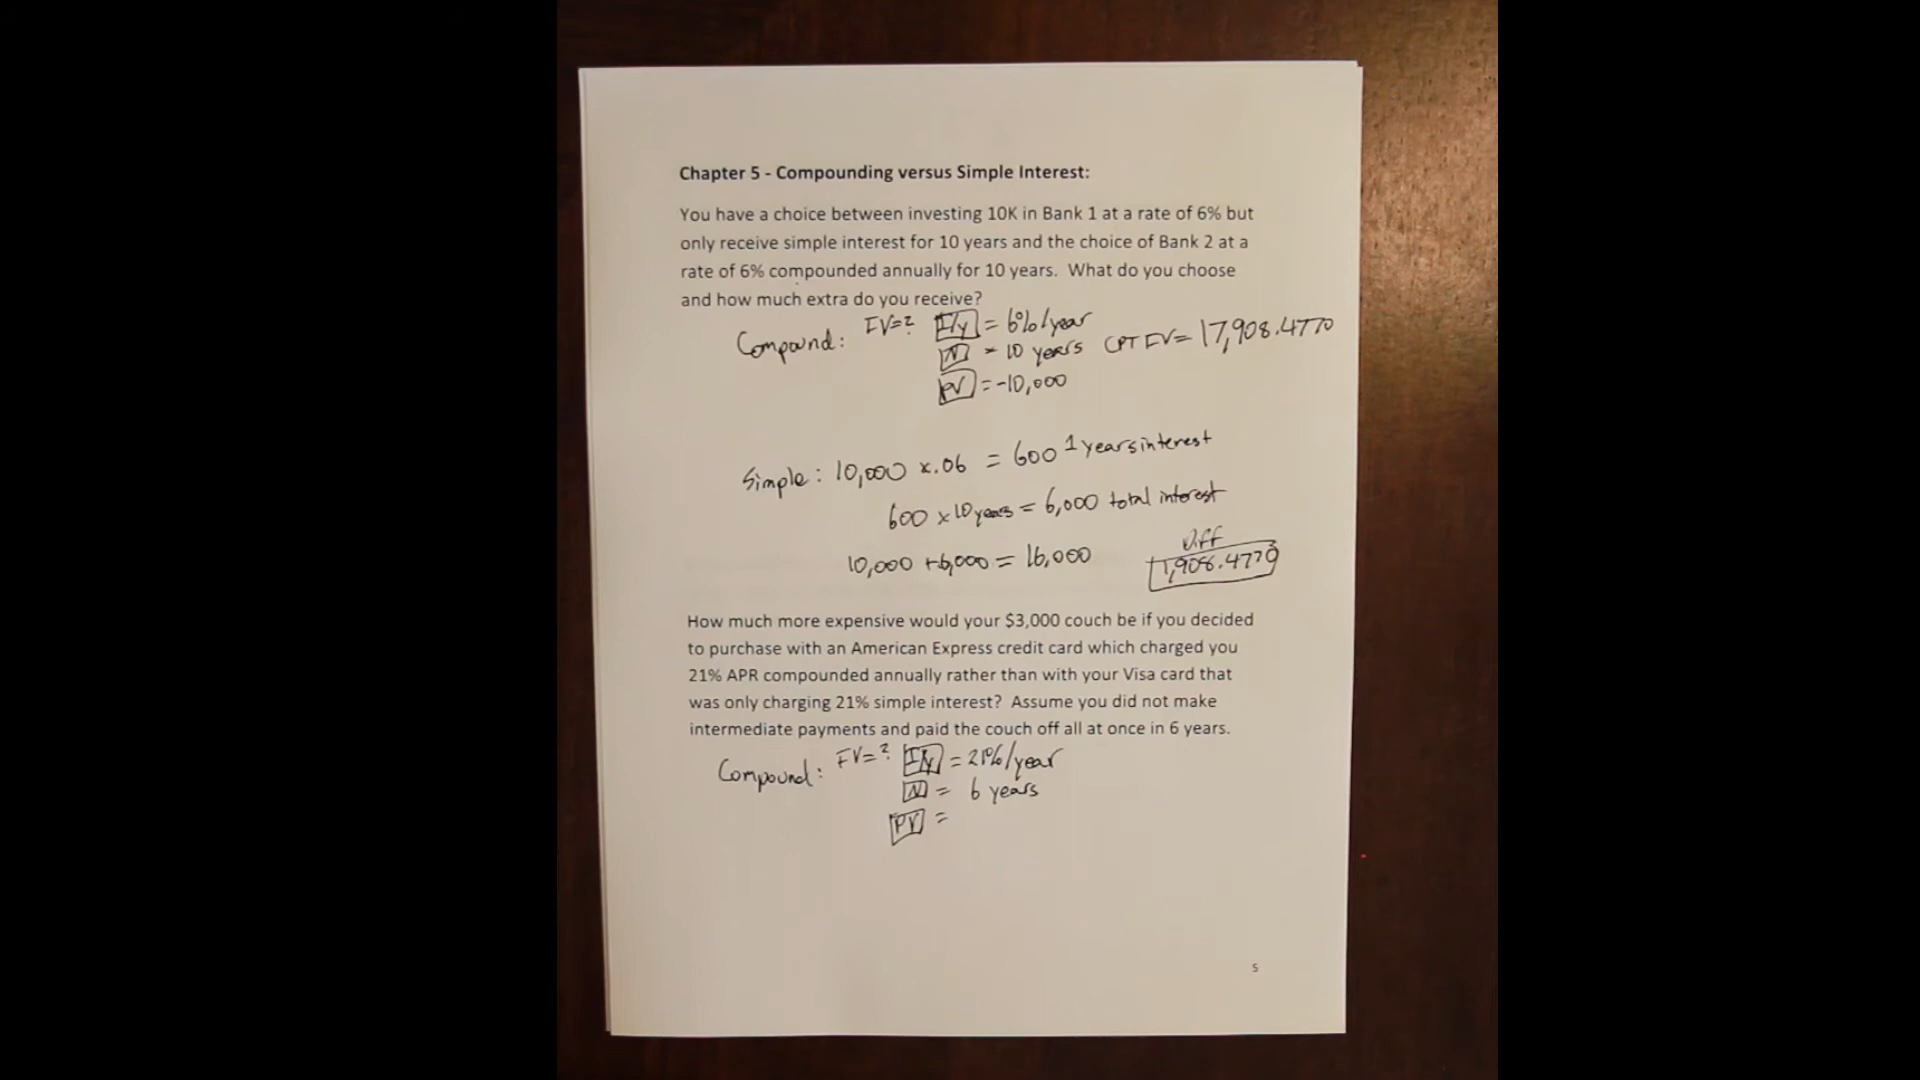 Chapter 5 - Compounding versus Simple Interest:
You have a choice between investing 10K in Bank 1 at a rate of 6% but
only receive simple interest for 10 years and the choice of Bank 2 at a
rate of 6% compounded annually for 10 years. What do you choose
and how much extra do you receive?
Compound: FV=? I/y = 6%/year
N = 10 years CPT FV= 17,908.4770
PV = -10,000
Simple: 10,000 x.06 = 600 1 years interest
600 x 10 years = 6,000 total interest
10,000 + 6,000 = 16,000
Diff
1,908.4770
How much more expensive would your $3,000 couch be if you decided
to purchase with an American Express credit card which charged you
21% APR compounded annually rather than with your Visa card that
was only charging 21% simple interest? Assume you did not make
intermediate payments and paid the couch off all at once in 6 years.
Compound: FV=? I/y = 21%/year
N = 6 years
PV =
5